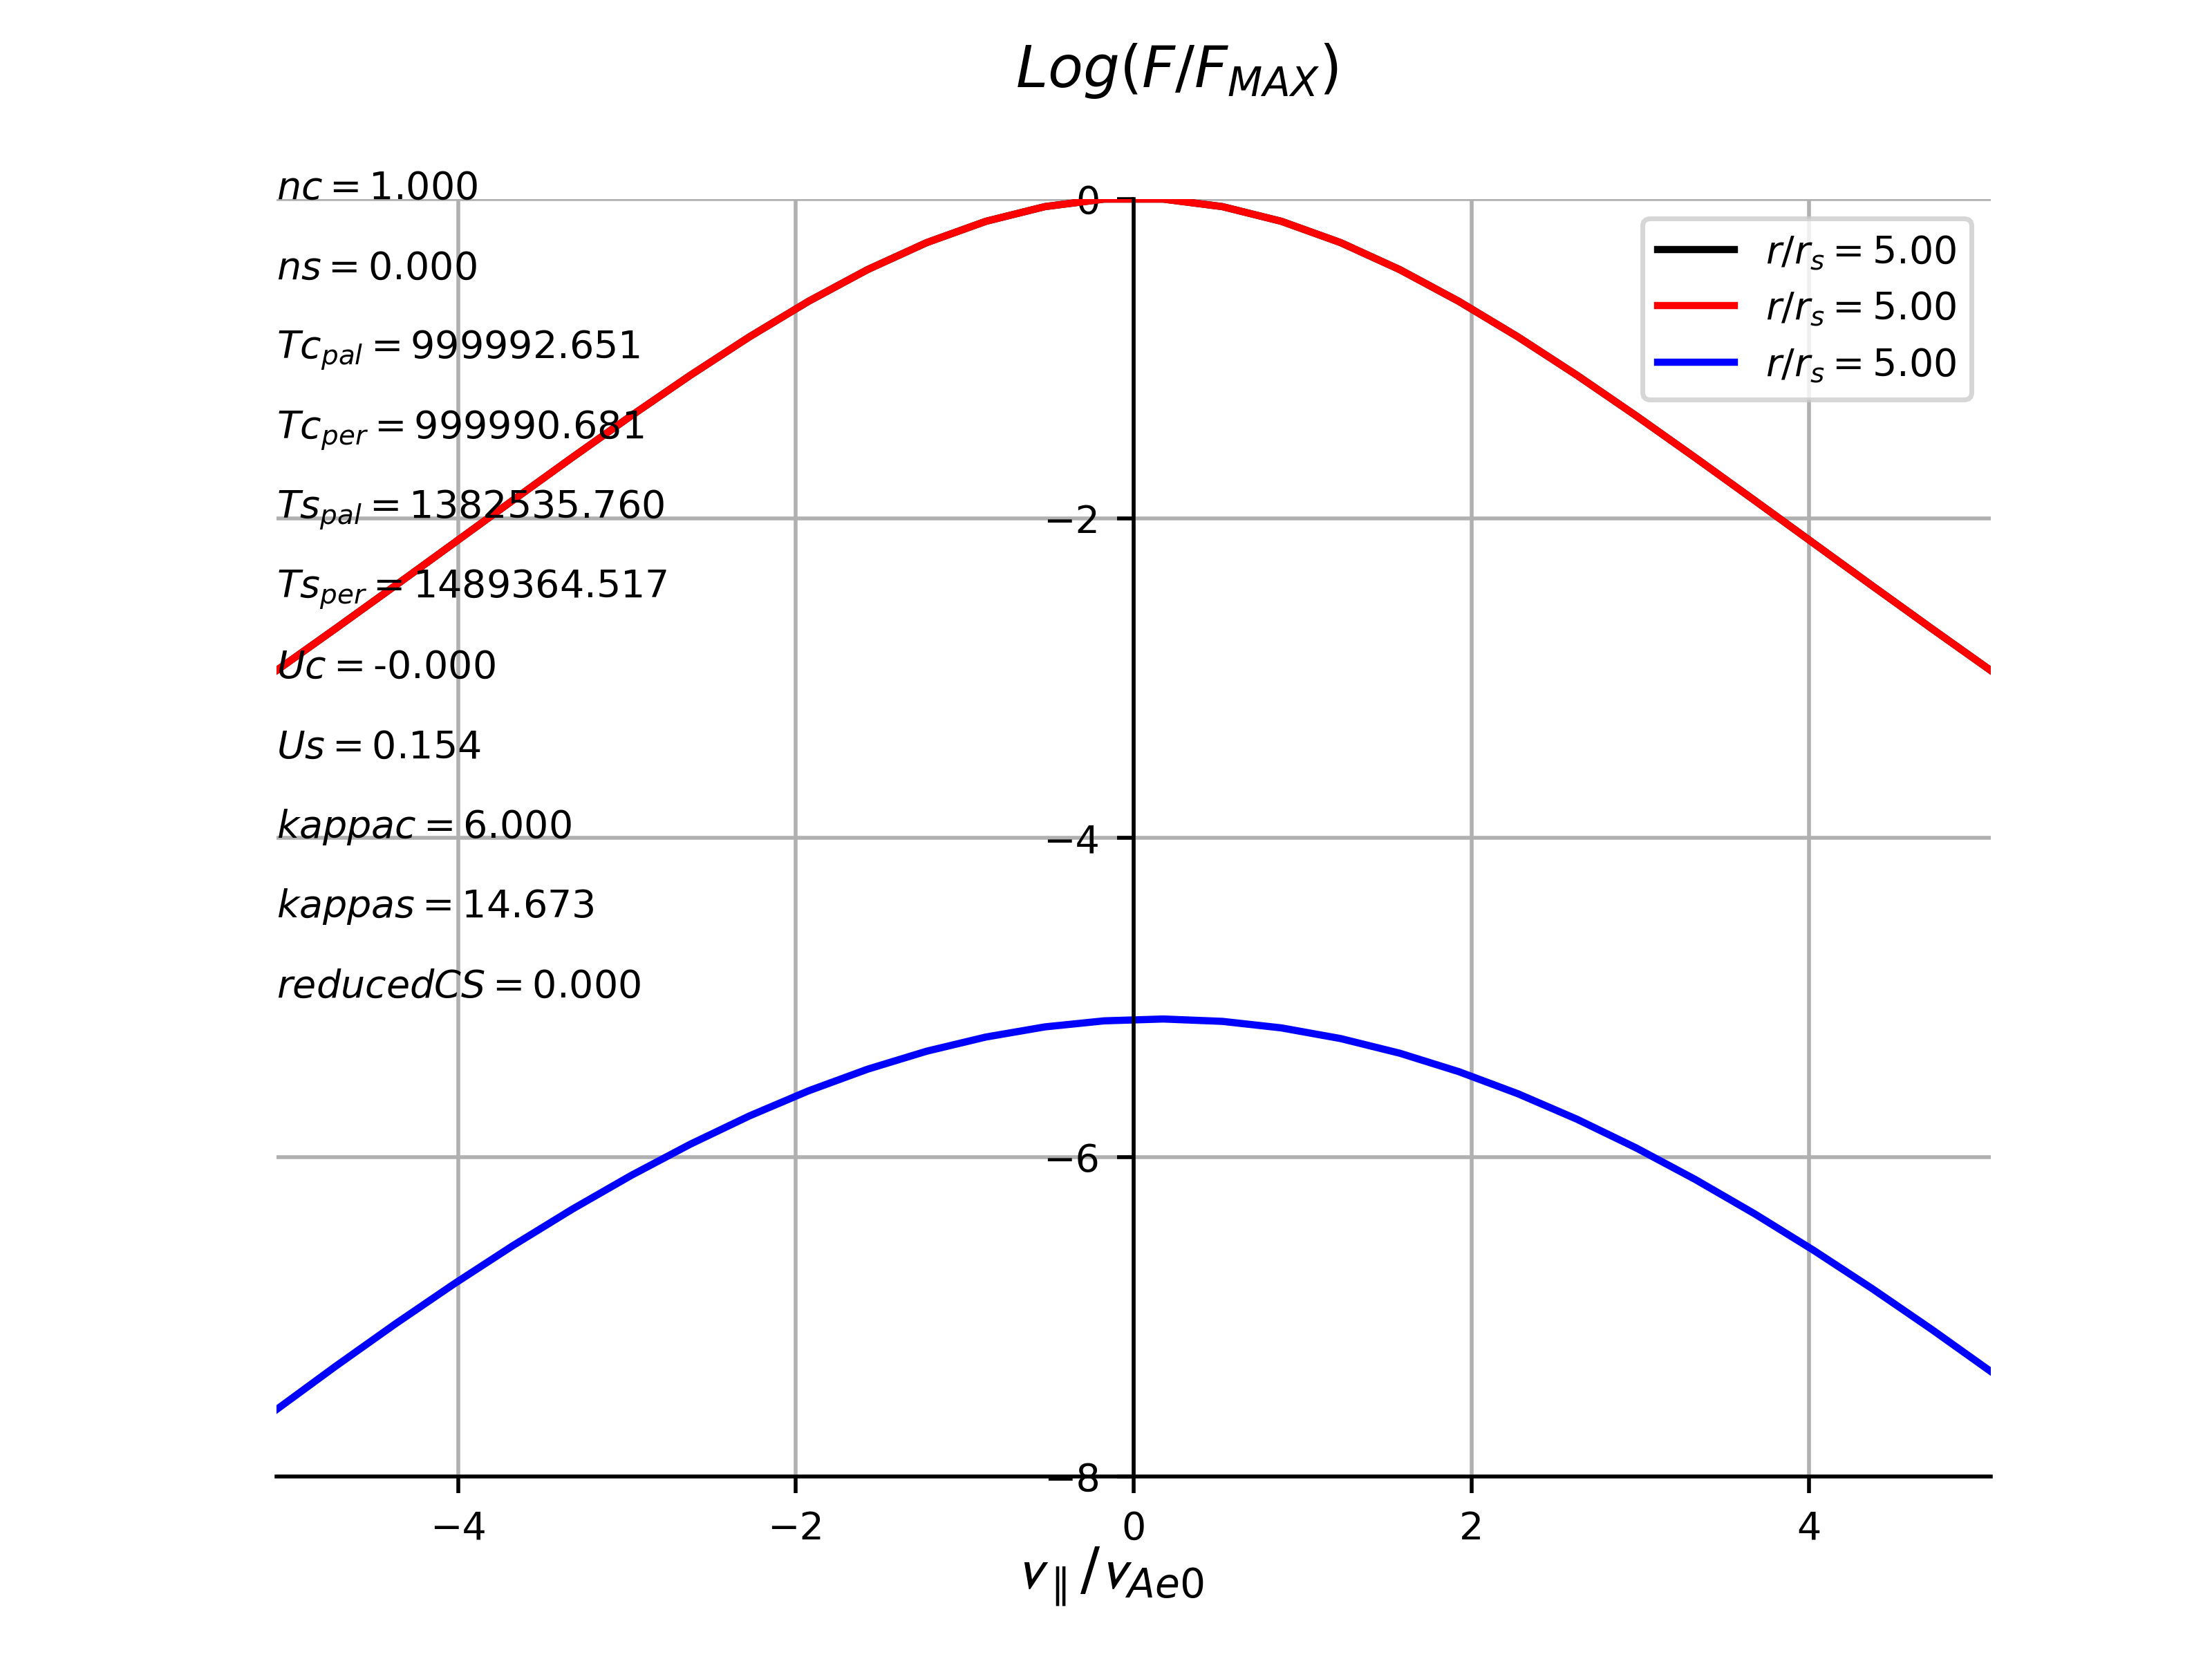 Log(F/F_MAX)
nc = 1.000
ns = 0.000
Tc_pal = 999992.651
Tc_per = 999990.681
Ts_pal = 1382535.760
Ts_per = 1489364.517
Uc = -0.000
Us = 0.154
kappac = 6.000
kappas = 14.673
reducedCS = 0.000
0
−2
−4
−6
−8
r/r_s = 5.00
r/r_s = 5.00
r/r_s = 5.00
−4 −2 0 2 4
v_∥/v_Ae0